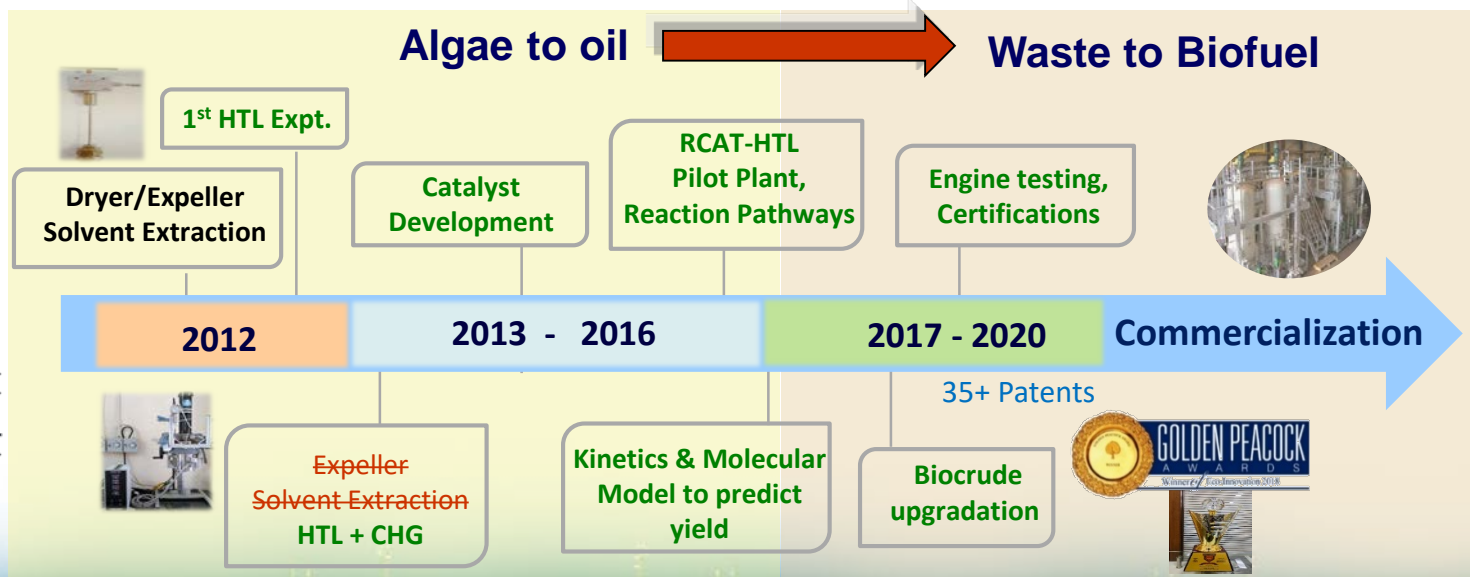 Algae to oil
Waste to Biofuel
1st HTL Expt.
Dryer/Expeller
Solvent Extraction
Catalyst
Development
RCAT-HTL
Pilot Plant,
Reaction Pathways
Engine testing,
Certifications
2012
2013 - 2016
2017 - 2020
Commercialization
35+ Patents
Expeller
Solvent Extraction
HTL + CHG
Kinetics & Molecular
Model to predict
yield
Biocrude
upgradation
GOLDEN PEACOCK
AWARDS